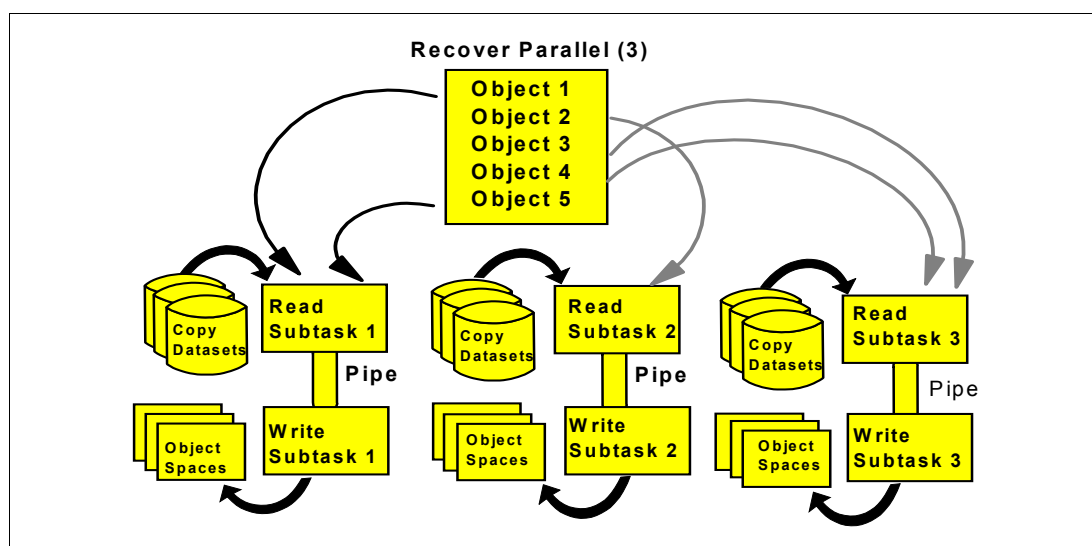 Recover Parallel (3)
Object 1
Object 2
Object 3
Object 4
Object 5
Copy
Datasets
Read
Subtask 1
Pipe
Object
Spaces
Write
Subtask 1
Copy
Datasets
Read
Subtask 2
Pipe
Object
Spaces
Write
Subtask 2
Copy
Datasets
Read
Subtask 3
Pipe
Object
Spaces
Write
Subtask 3